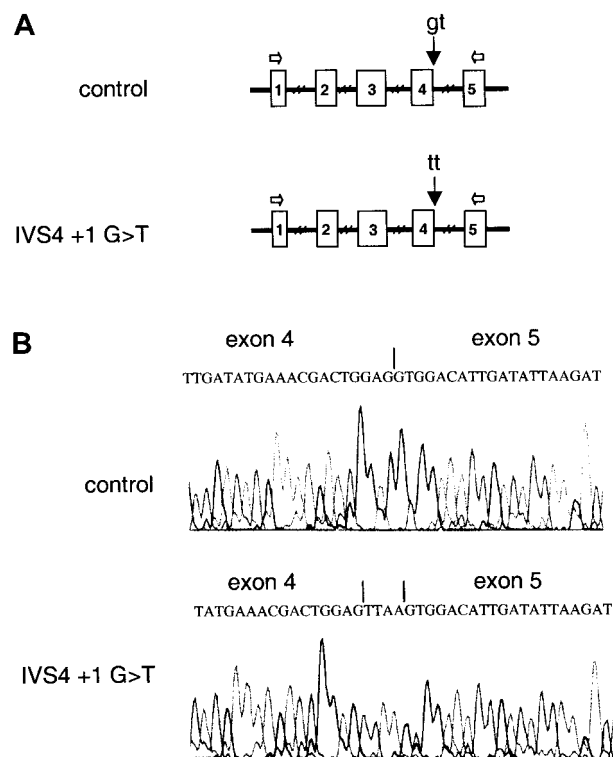 A
gt
control
1 2 3 4 5
tt
IVS4 +1 G>T
1 2 3 4 5
B
exon 4 exon 5
TTGATATGAAACGACTGGAGGTGGACATTGATATTAAGAT
control
exon 4 exon 5
TATGAAACGACTGGAGTTAAGTGGACATTGATATTAAGAT
IVS4 +1 G>T